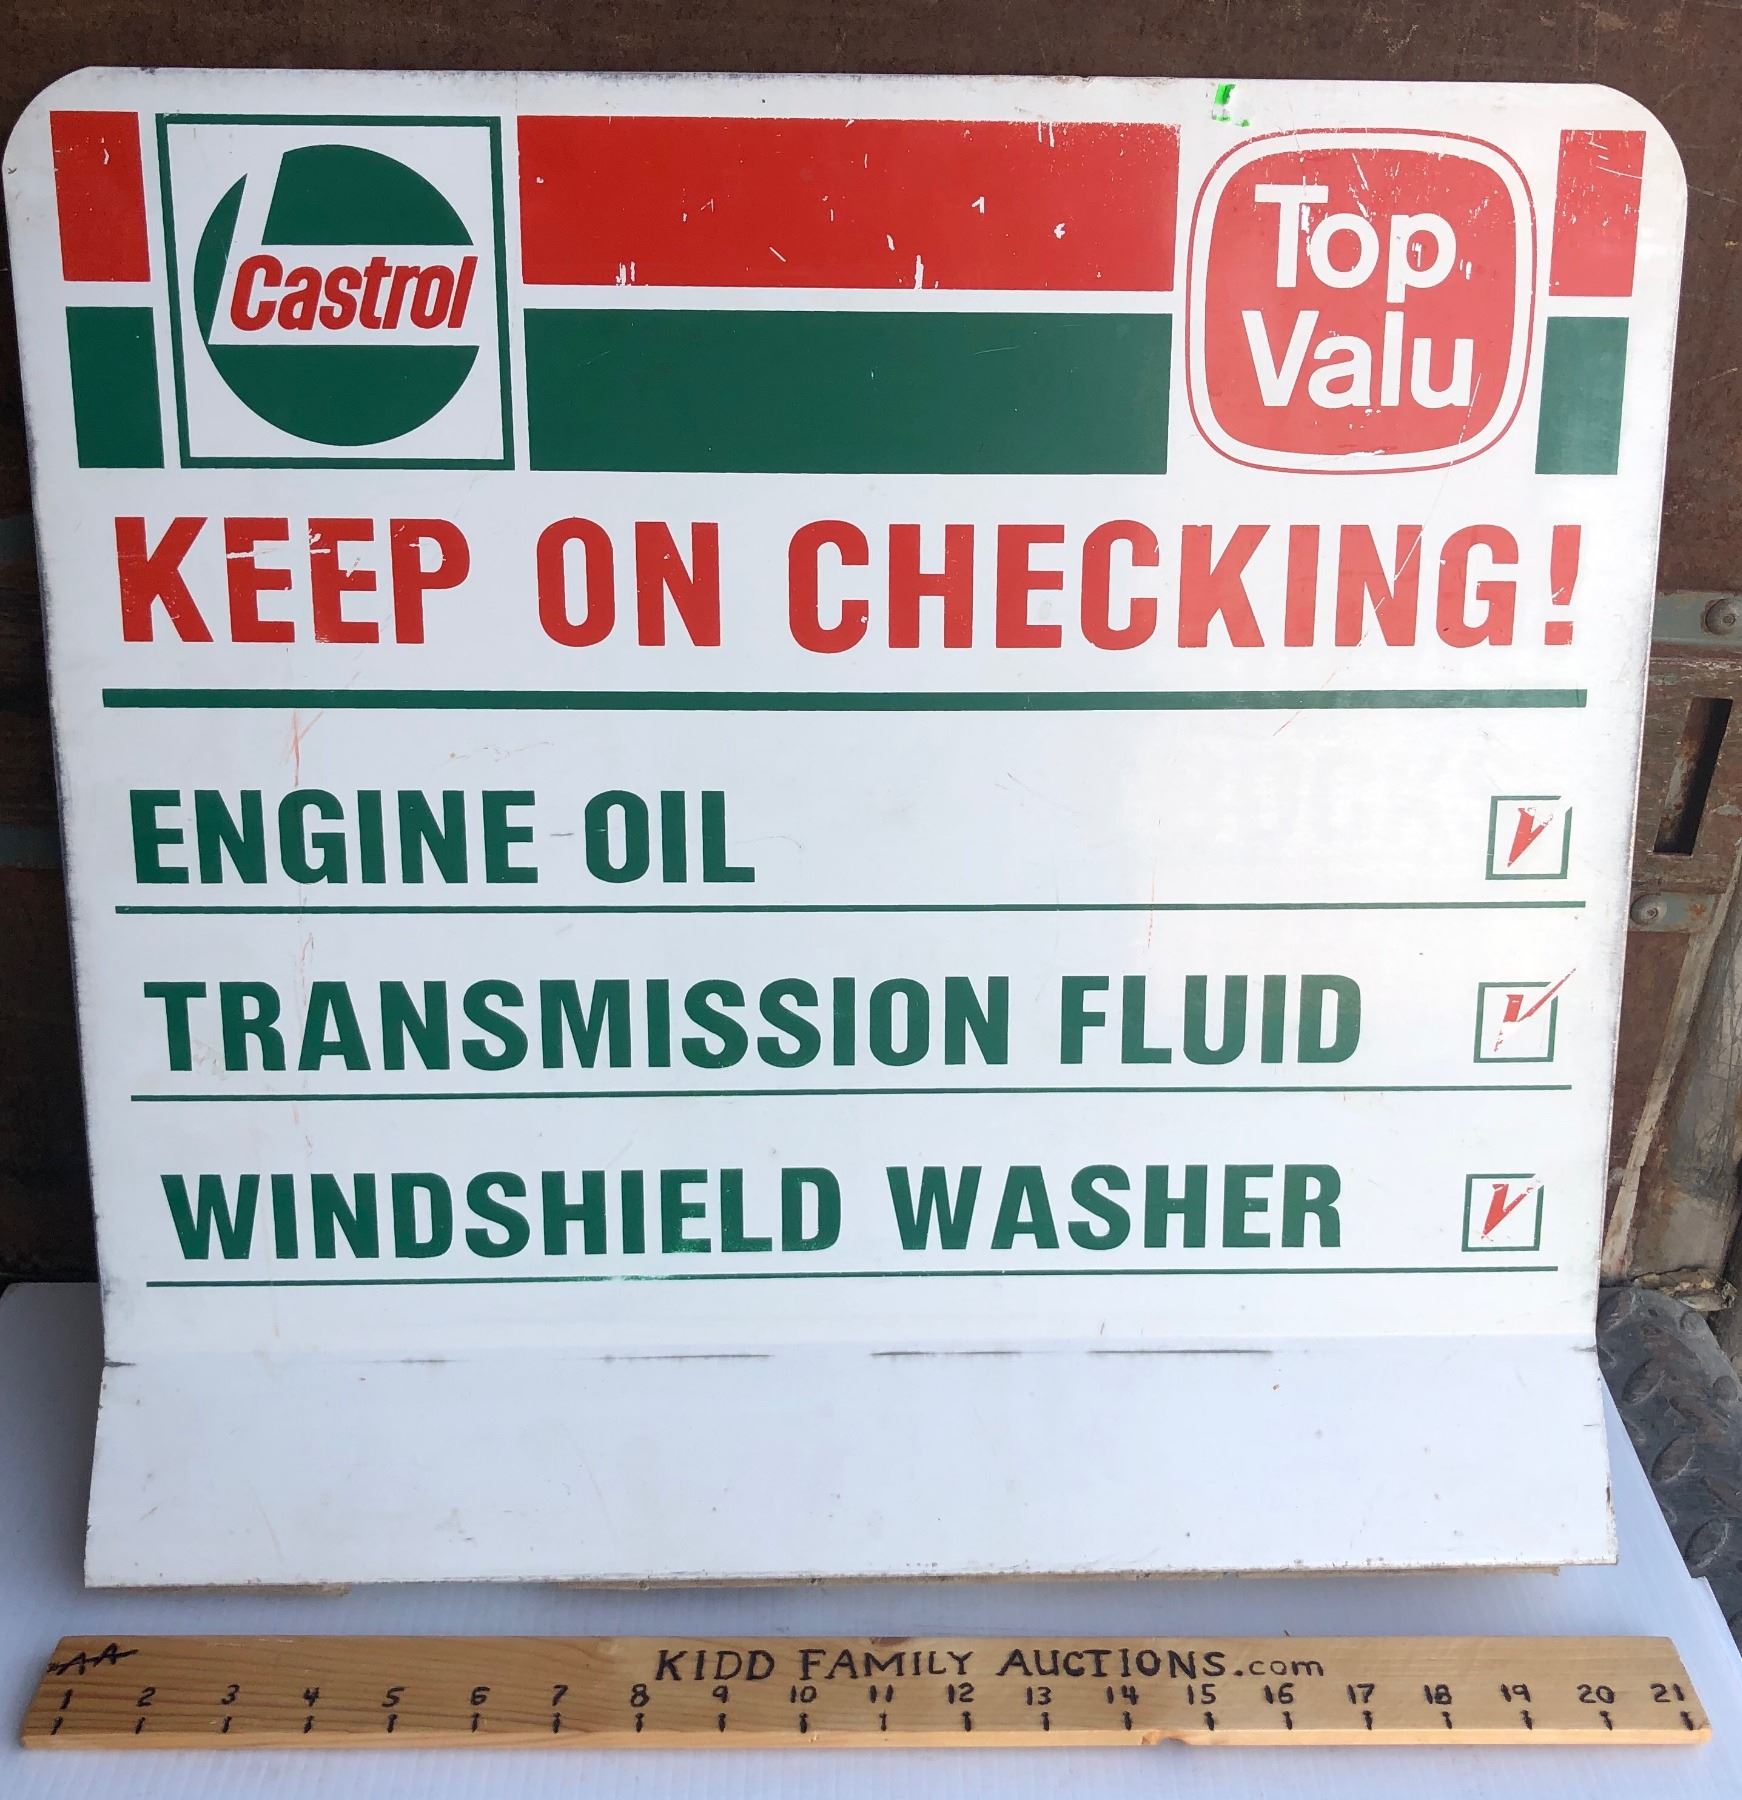 Castrol
Top
Valu
KEEP ON CHECKING!
ENGINE OIL
TRANSMISSION FLUID
WINDSHIELD WASHER
AA
KIDD FAMILY AUCTIONS.com
1 2 3 4 5 6 7 8 9 10 11 12 13 14 15 16 17 18 19 20 21